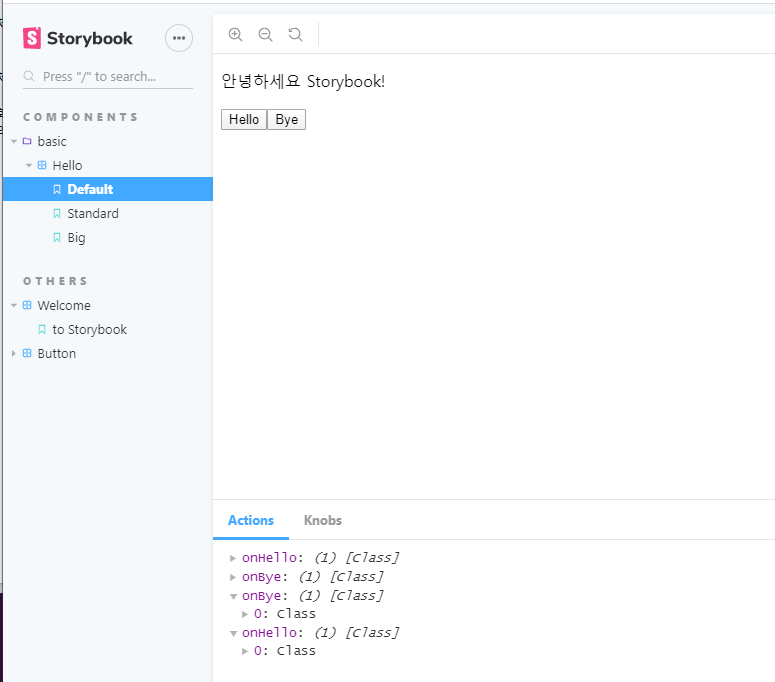 Storybook
Press "/" to search...
COMPONENTS
basic
Hello
Default
Standard
Big
OTHERS
Welcome
to Storybook
Button
안녕하세요 Storybook!
Hello Bye
Actions Knobs
onHello: (1) [Class]
onBye: (1) [Class]
onBye: (1) [Class]
0: Class
onHello: (1) [Class]
0: Class